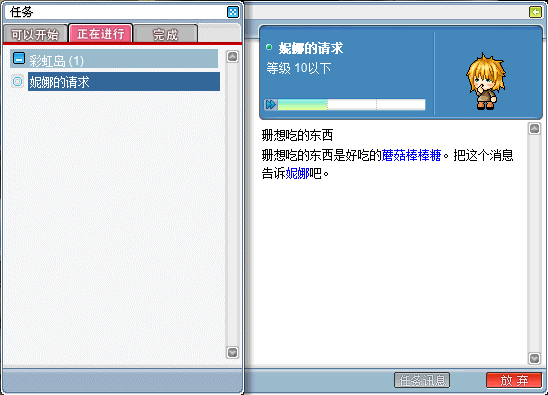 任务
可以开始
正在进行
完成
彩虹岛 (1)
妮娜的请求
妮娜的请求
等级 10以下
珊想吃的东西
珊想吃的东西是好吃的蘑菇棒棒糖。把这个消息
告诉妮娜吧。
任务讯息
放 弃